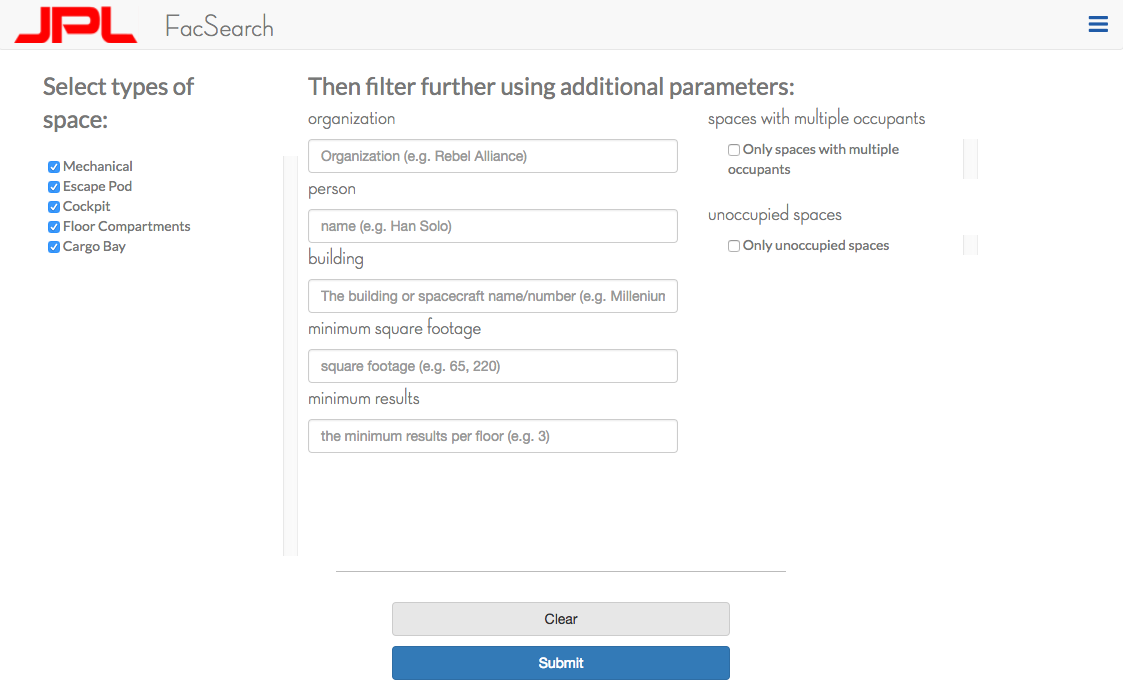 JPL
FacSearch
Select types of
space:
Mechanical
Escape Pod
Cockpit
Floor Compartments
Cargo Bay
Then filter further using additional parameters:
organization
Organization (e.g. Rebel Alliance)
person
name (e.g. Han Solo)
building
The building or spacecraft name/number (e.g. Milleniun
minimum square footage
square footage (e.g. 65, 220)
minimum results
the minimum results per floor (e.g. 3)
spaces with multiple occupants
Only spaces with multiple
occupants
unoccupied spaces
Only unoccupied spaces
Clear
Submit